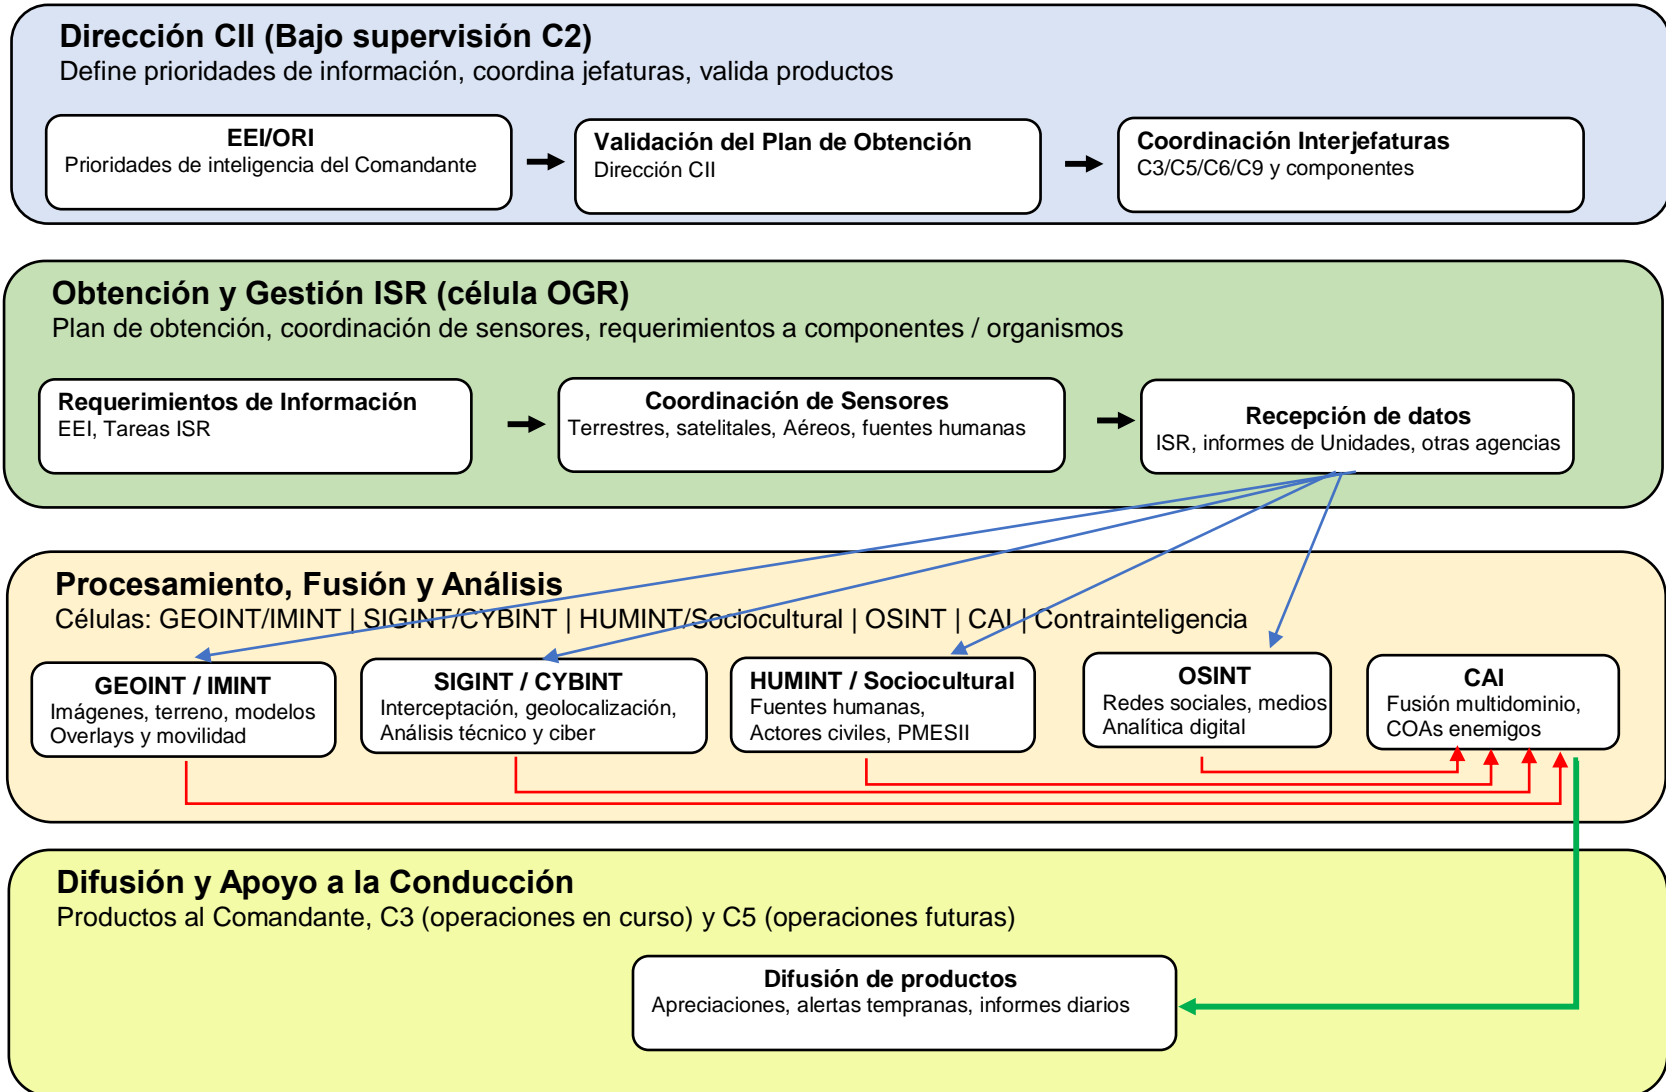 Dirección CII (Bajo supervisión C2)
Define prioridades de información, coordina jefaturas, valida productos
EEI/ORI
Prioridades de inteligencia del Comandante
Validación del Plan de Obtención
Dirección CII
Coordinación Interjefaturas
C3/C5/C6/C9 y componentes
Obtención y Gestión ISR (célula OGR)
Plan de obtención, coordinación de sensores, requerimientos a componentes / organismos
Requerimientos de Información
EEI, Tareas ISR
Coordinación de Sensores
Terrestres, satelitales, Aéreos, fuentes humanas
Recepción de datos
ISR, informes de Unidades, otras agencias
Procesamiento, Fusión y Análisis
Células: GEOINT/IMINT | SIGINT/CYBINT | HUMINT/Sociocultural | OSINT | CAI | Contrainteligencia
GEOINT / IMINT
Imágenes, terreno, modelos
Overlays y movilidad
SIGINT / CYBINT
Interceptación, geolocalización,
Análisis técnico y ciber
HUMINT / Sociocultural
Fuentes humanas,
Actores civiles, PMESII
OSINT
Redes sociales, medios
Analítica digital
CAI
Fusión multidominio,
COAs enemigos
Difusión y Apoyo a la Conducción
Productos al Comandante, C3 (operaciones en curso) y C5 (operaciones futuras)
Difusión de productos
Apreciaciones, alertas tempranas, informes diarios